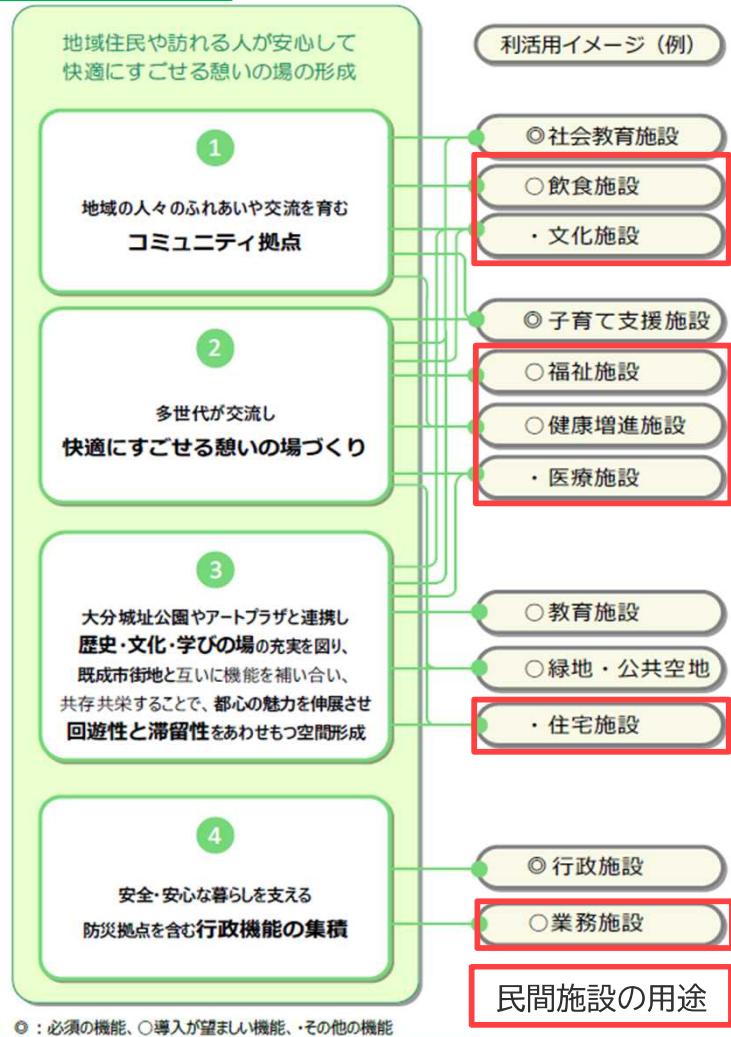 地域住民や訪れる人が安心して
快適にすごせる憩いの場の形成
利活用イメージ（例）
1
地域の人々のふれあいや交流を育む
コミュニティ拠点
◎社会教育施設
○飲食施設
・文化施設
2
多世代が交流し
快適にすごせる憩いの場づくり
◎子育て支援施設
○福祉施設
○健康増進施設
・医療施設
3
大分城址公園やアートプラザと連携し
歴史・文化・学びの場の充実を図り、
既成市街地と互いに機能を補い合い、
共存共栄することで、都心の魅力を伸展させ
回遊性と滞留性をあわせもつ空間形成
○教育施設
○緑地・公共空地
・住宅施設
4
安全・安心な暮らしを支える
防災拠点を含む行政機能の集積
◎行政施設
○業務施設
民間施設の用途
◎：必須の機能、○導入が望ましい機能、・その他の機能